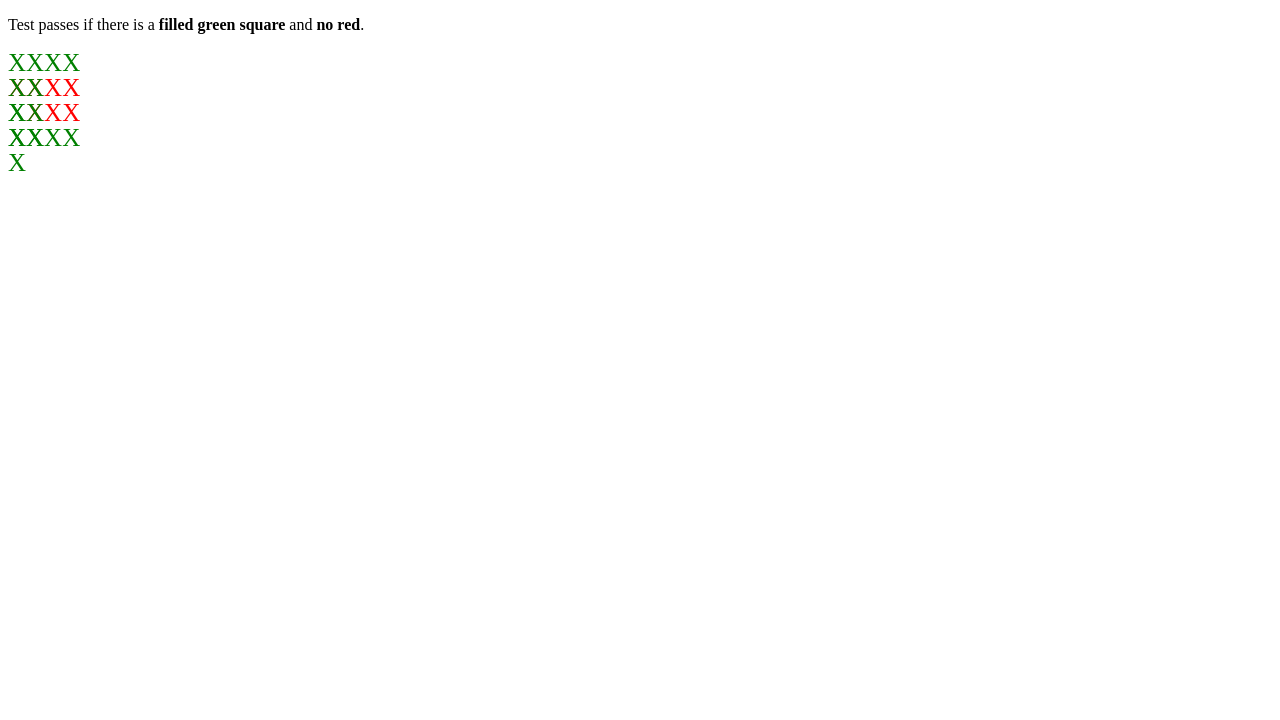 Test passes if there is a filled green square and no red.
XXXX
XXXX
XXXX
XXXX
X